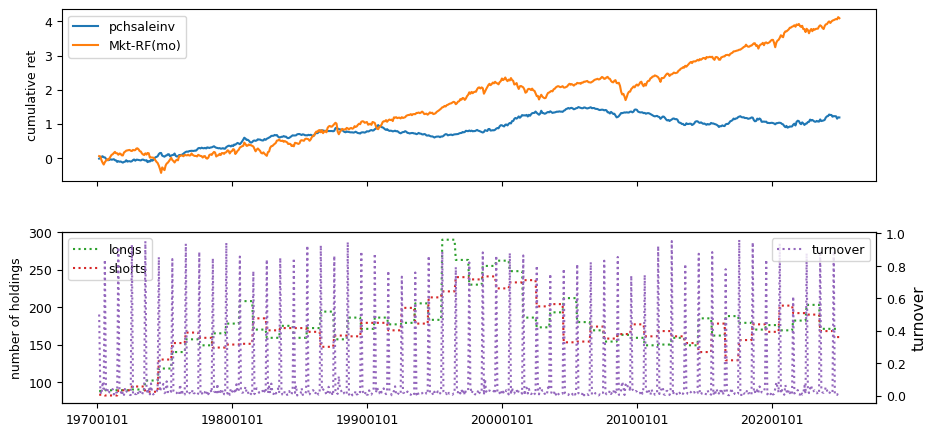 4
3
2
1
0
cumulative ret
pchsaleinv
Mkt-RF(mo)
300
250
200
150
100
number of holdings
longs
shorts
turnover
1.0
0.8
0.6
0.4
0.2
0.0
turnover
19700101 19800101 19900101 20000101 20100101 20200101